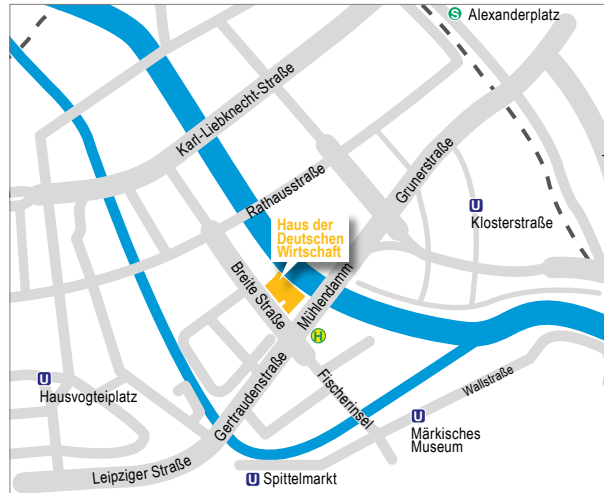 S Alexanderplatz
Karl-Liebknecht-Straße
Grunerstraße
Rathausstraße
U
Klosterstraße
Haus der
Deutschen
Wirtschaft
Breite Straße
Mühlendamm
H
U
Hausvogteiplatz
Gertraudenstraße
Fischerinsel
Wallstraße
U
Märkisches
Museum
Leipziger Straße
U Spittelmarkt